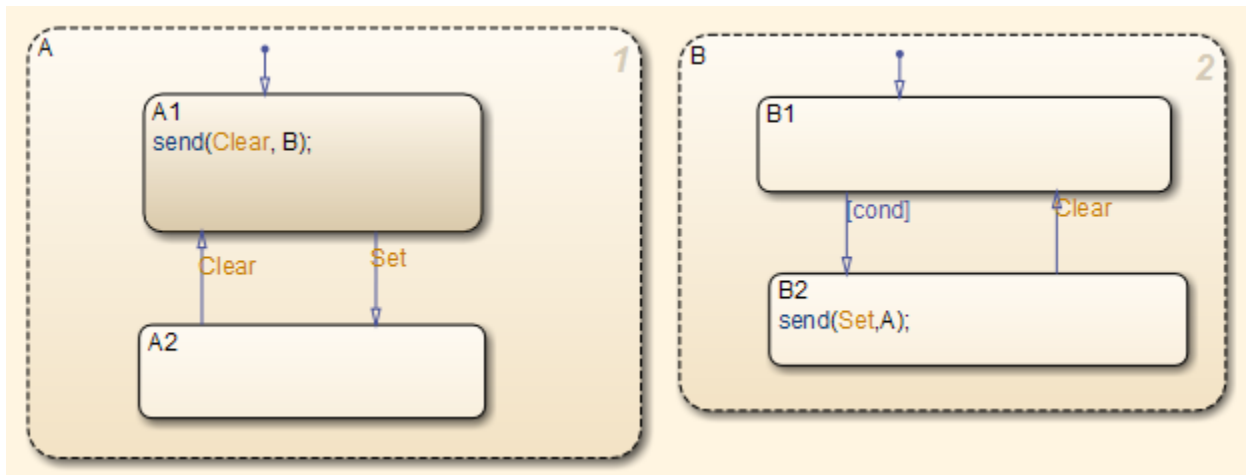 A
1
A1
send(Clear, B);
Clear
Set
A2
B
2
B1
[cond]
Clear
B2
send(Set,A);